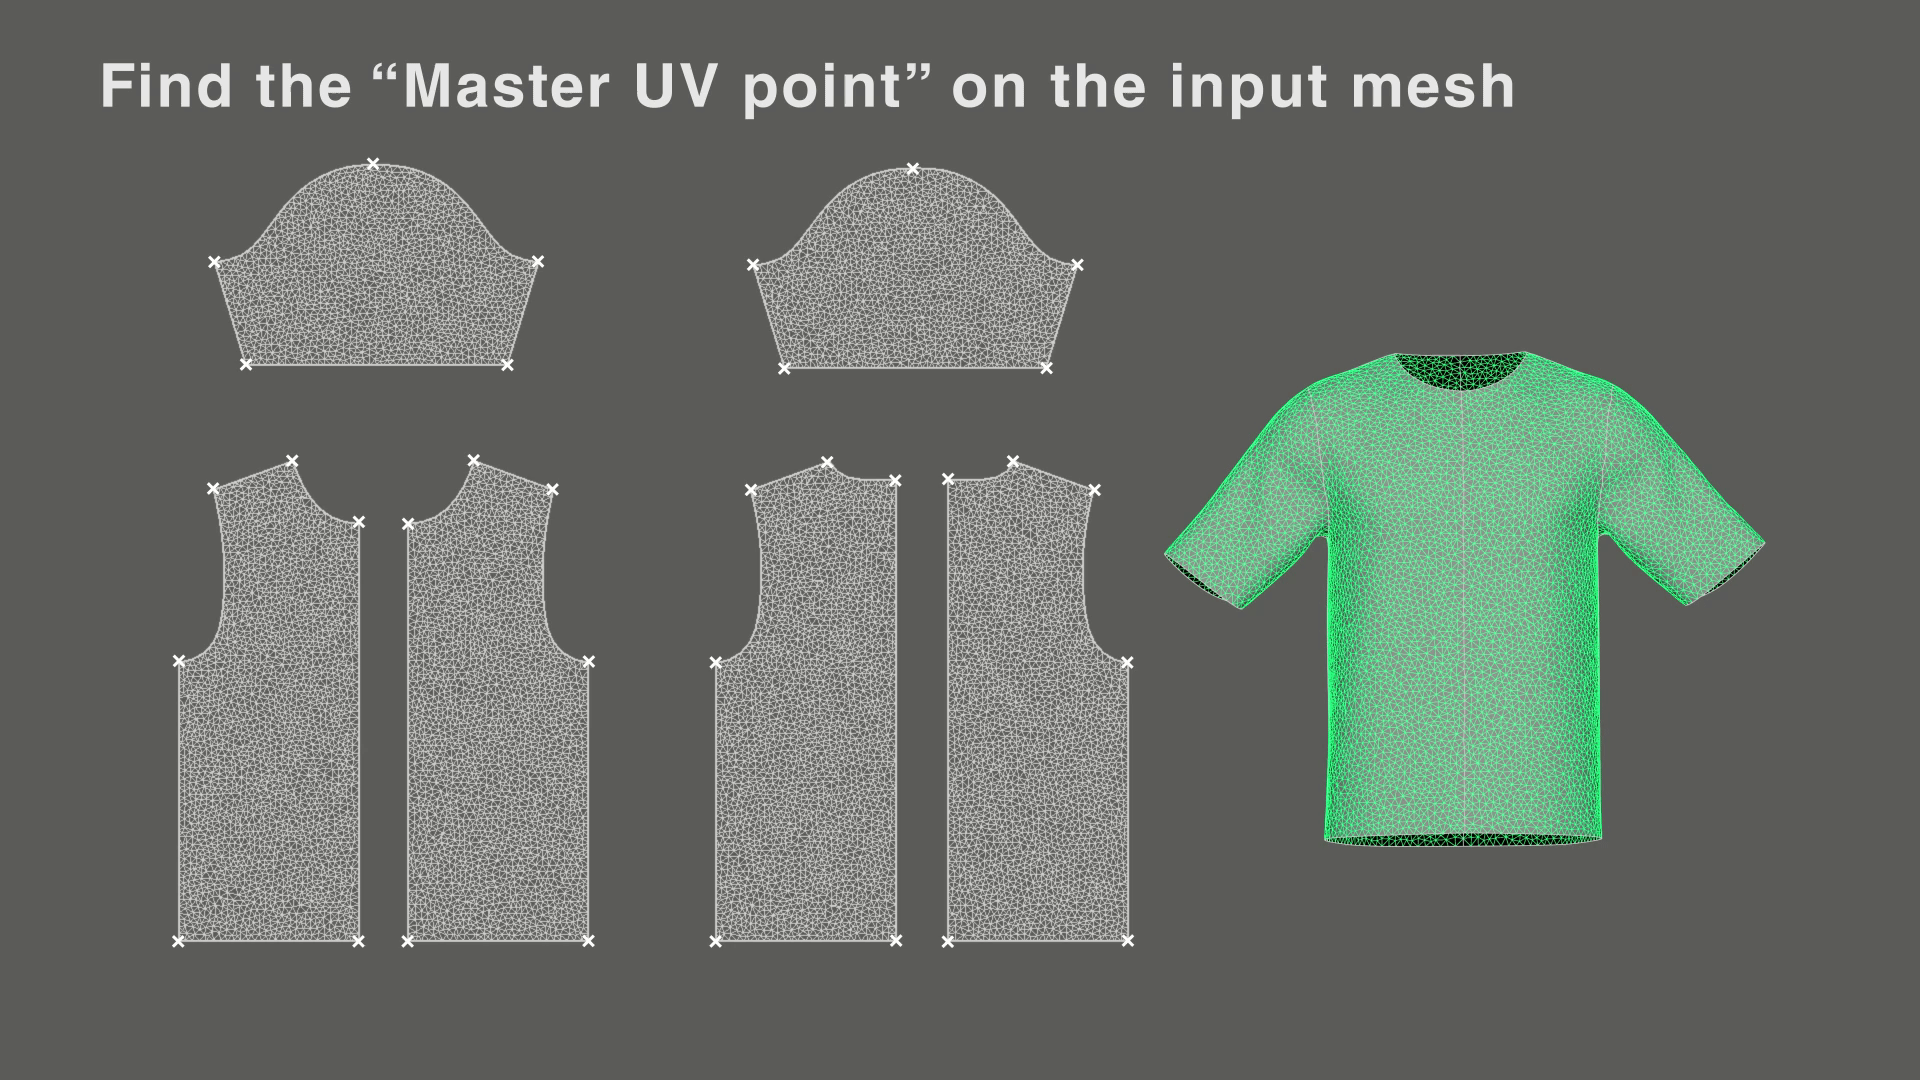 Find the “Master UV point” on the input mesh